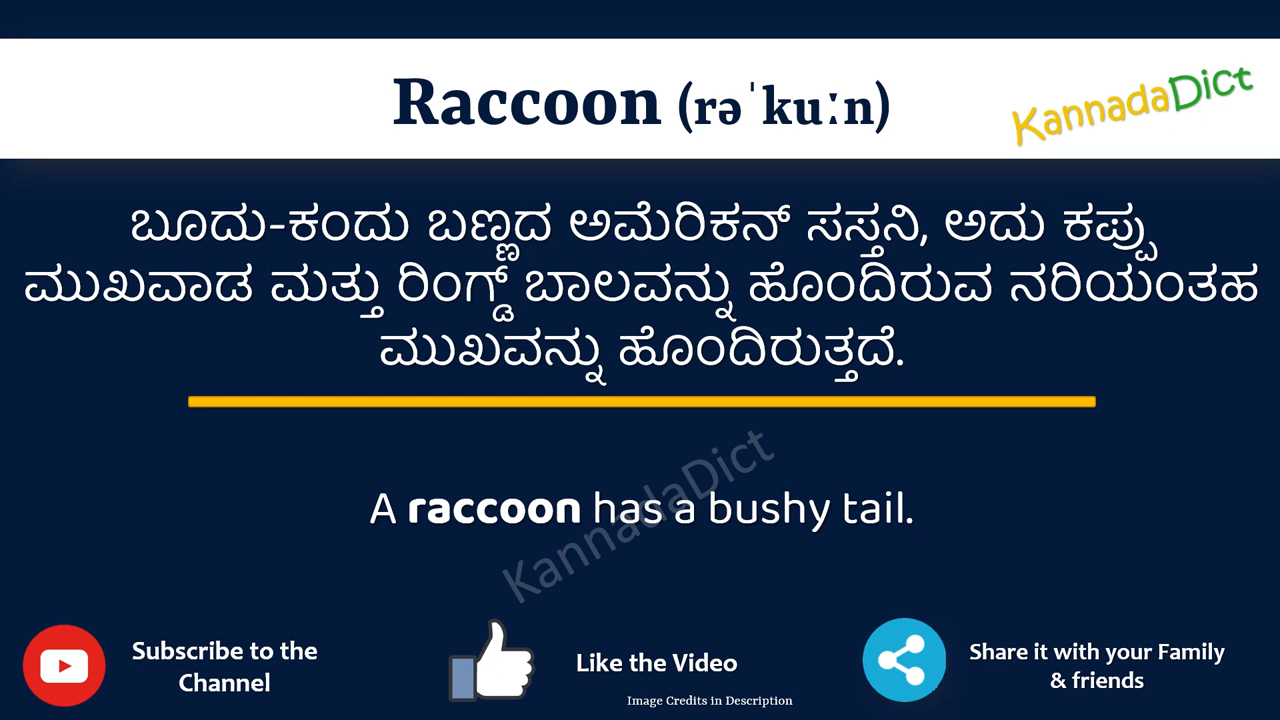 Raccoon (rəˈkuːn)
KannadaDict
ಬೂದು-ಕಂದು ಬಣ್ಣದ ಅಮೆರಿಕನ್ ಸಸ್ತನಿ, ಅದು ಕಪ್ಪು
ಮುಖವಾಡ ಮತ್ತು ರಿಂಗ್ಡ್ ಬಾಲವನ್ನು ಹೊಂದಿರುವ ನರಿಯಂತಹ
ಮುಖವನ್ನು ಹೊಂದಿರುತ್ತದೆ.
KannadaDict
A raccoon has a bushy tail.
Subscribe to the
Channel
Like the Video
Image Credits in Description
Share it with your Family
& friends